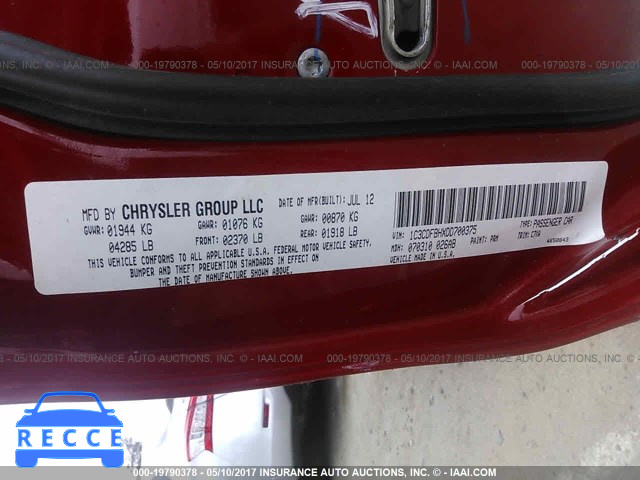 000-19790378 - 05/10/2017 INSURANCE AUTO AUCTIONS, INC. - © IAAI.COM
MFD BY CHRYSLER GROUP LLC
DATE OF MFR(BUILT): JUL 12
GVWR: 01944 KG
GAWR: 01076 KG
GAWR: 00870 KG
04285 LB
FRONT: 02370 LB
REAR: 01918 LB
THIS VEHICLE CONFORMS TO ALL APPLICABLE U.S.A. FEDERAL MOTOR VEHICLE SAFETY,
BUMPER AND THEFT PREVENTION STANDARDS IN EFFECT ON
THE DATE OF MANUFACTURE SHOWN ABOVE.
VIN: 1C3CDFBHXDD700375
TYPE: PASSENGER CAR
MDH: 070310 026AB
PAINT: PRM
TRIM: C7X9
VEHICLE MADE IN U.S.A.
000-19790378 - 05/10/2017 INSURANCE AUTO AUCTIONS, INC. - © IAAI.COM
RECCE
000-19790378 - 05/10/2017 INSURANCE AUTO AUCTIONS, INC. - © IAAI.COM